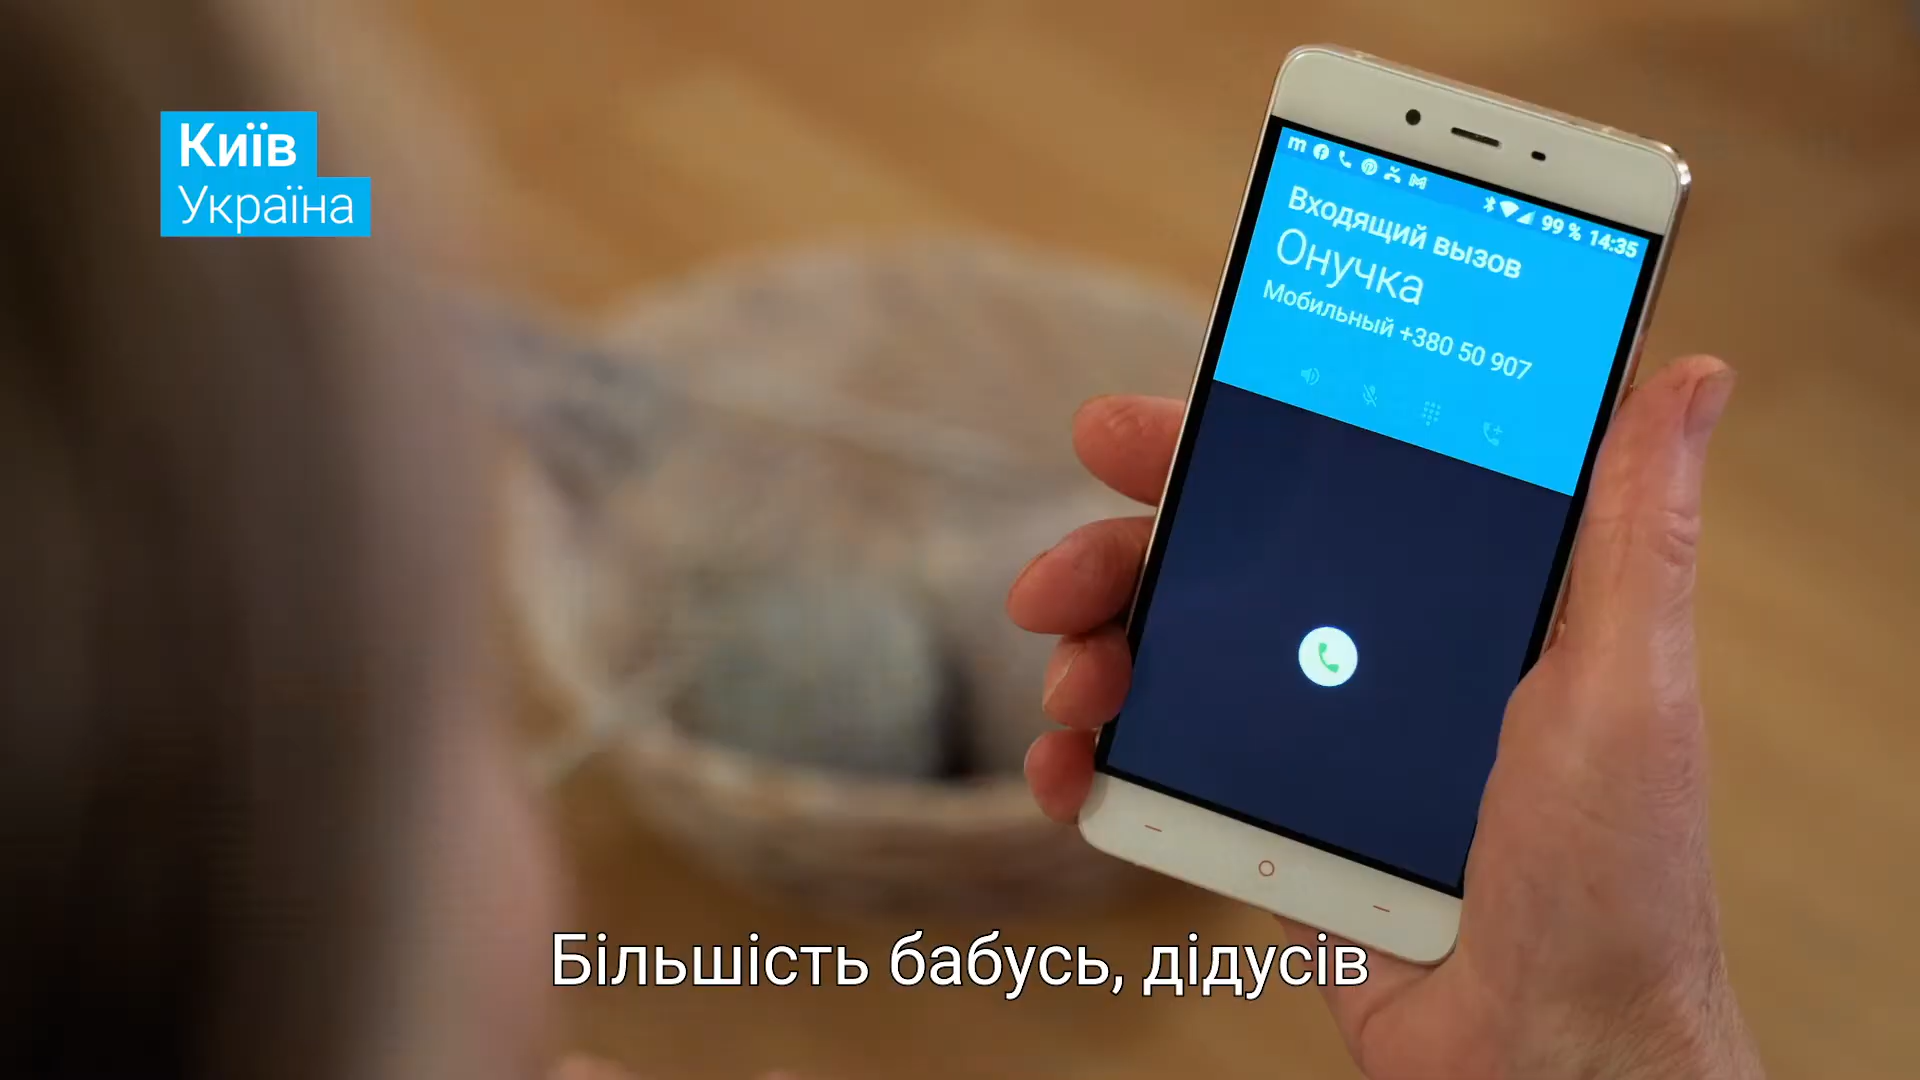 Київ
Україна
99 % 14:35
Входящий вызов
Онучка
Мобильный +380 50 907
Більшість бабусь, дідусів